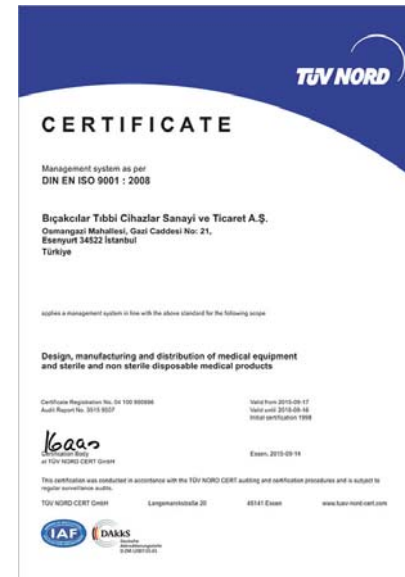 TÜV NORD
CERTIFICATE
Management system as per
DIN EN ISO 9001 : 2008
Bıçakcılar Tıbbi Cihazlar Sanayi ve Ticaret A.Ş.
Osmangazi Mahallesi, Gazi Caddesi No: 21,
Esenyurt 34522 İstanbul
Türkiye
applies a management system in line with the above standard for the following scope
Design, manufacturing and distribution of medical equipment
and sterile and non sterile disposable medical products
Certificate Registration No. 04 100
Audit Report No. 3515
Valid from 2015-09-17
Valid until 2018-09-16
Initial certification 1998
Certification Body
at TÜV NORD CERT GmbH
Essen, 2015-09-14
This certification was conducted in accordance with the TÜV NORD CERT auditing and certification procedures and is subject to
regular surveillance audits.
TÜV NORD CERT GmbH Langemarckstraße 20 45141 Essen www.tuev-nord-cert.com
IAF
DAkkS
Deutsche
Akkreditierungsstelle